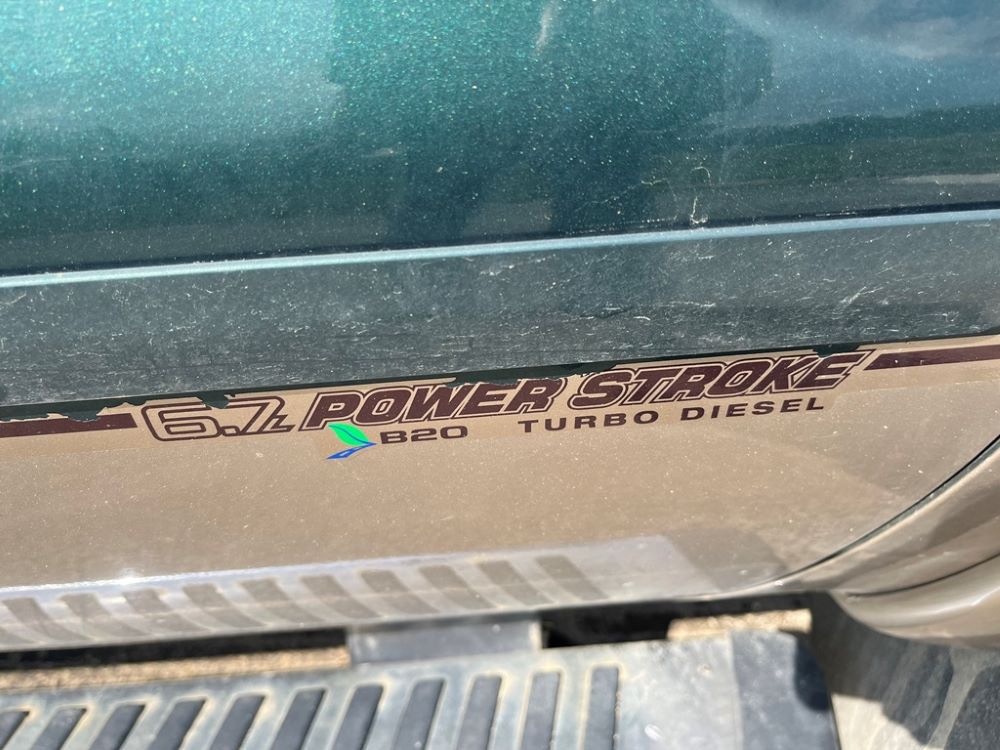 6.7L POWER STROKE
B20 TURBO DIESEL